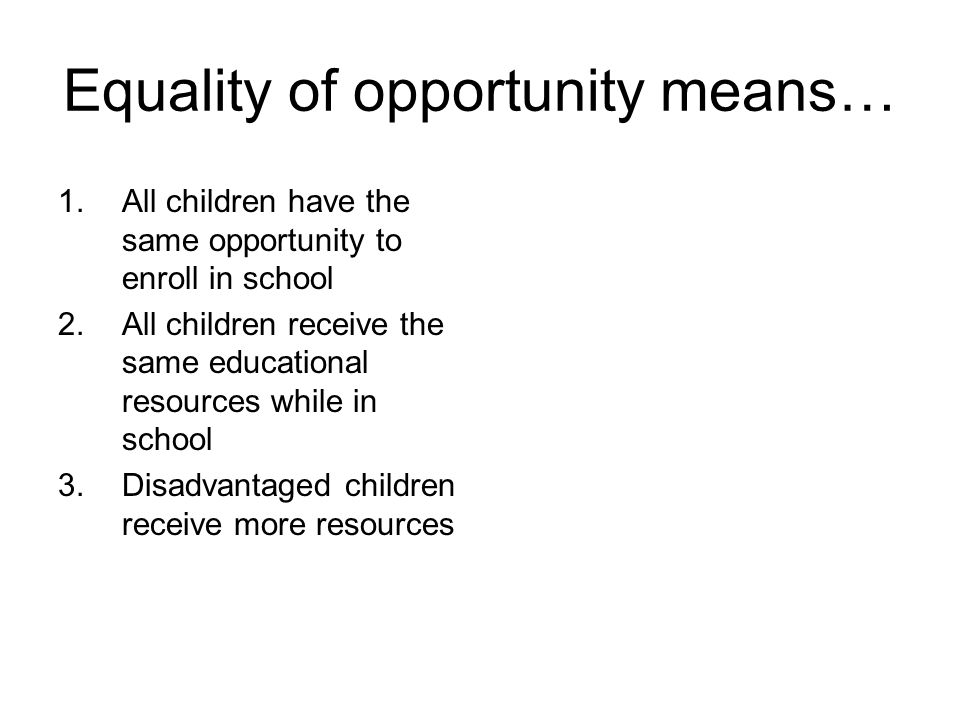 Equality of opportunity means…
1. All children have the
same opportunity to
enroll in school
2. All children receive the
same educational
resources while in
school
3. Disadvantaged children
receive more resources